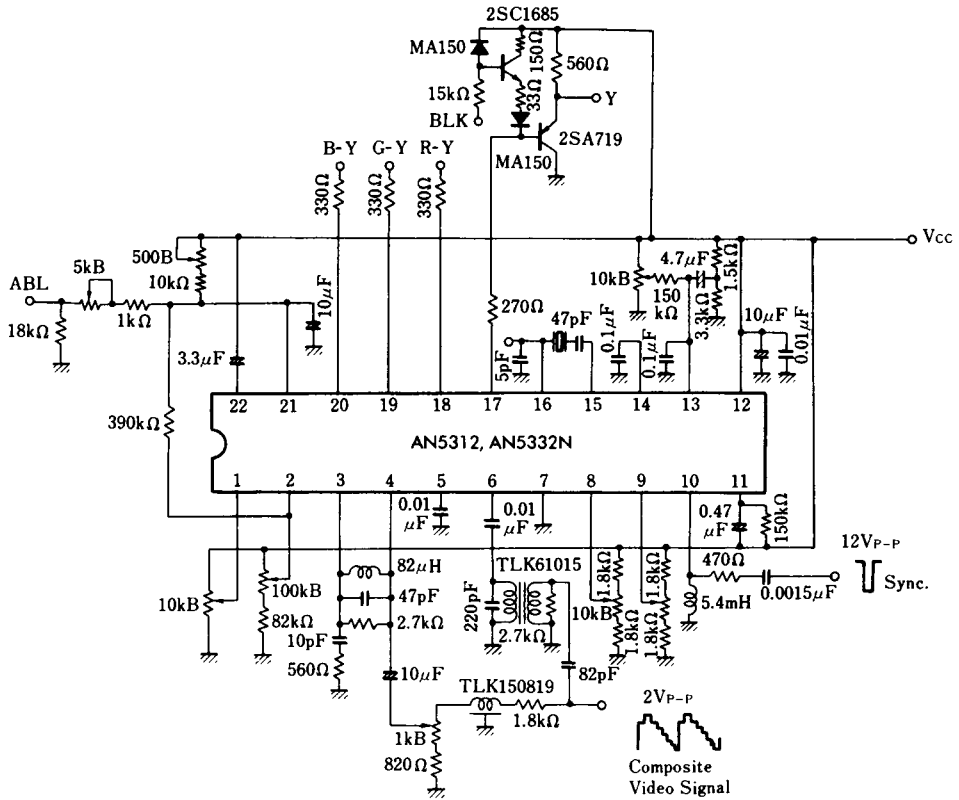 2SC1685
MA150
150Ω
560Ω
15kΩ
33Ω
Y
BLK
2SA719
MA150
B-Y
G-Y
R-Y
330Ω
330Ω
330Ω
VCC
500B
5kB
ABL
10kΩ
10μF
1kΩ
18kΩ
4.7μF
1.5kΩ
10kB
150
kΩ
3.3kΩ
270Ω
47pF
0.1μF
0.1μF
10μF
0.01μF
5pF
3.3μF
390kΩ
22 21 20 19 18 17 16 15 14 13 12
AN5312, AN5332N
1 2 3 4 5 6 7 8 9 10 11
0.01
μF
0.01
μF
0.47
μF
150kΩ
12VP-P
Sync.
82μH
TLK61015
1.8kΩ
1.8kΩ
470Ω
0.0015μF
5.4mH
10kB
100kB
47pF
220pF
10kB
82kΩ
2.7kΩ
2.7kΩ
1.8kΩ
1.8kΩ
10pF
560Ω
10μF
82pF
TLK150819
1.8kΩ
1kB
820Ω
2VP-P
Composite
Video Signal